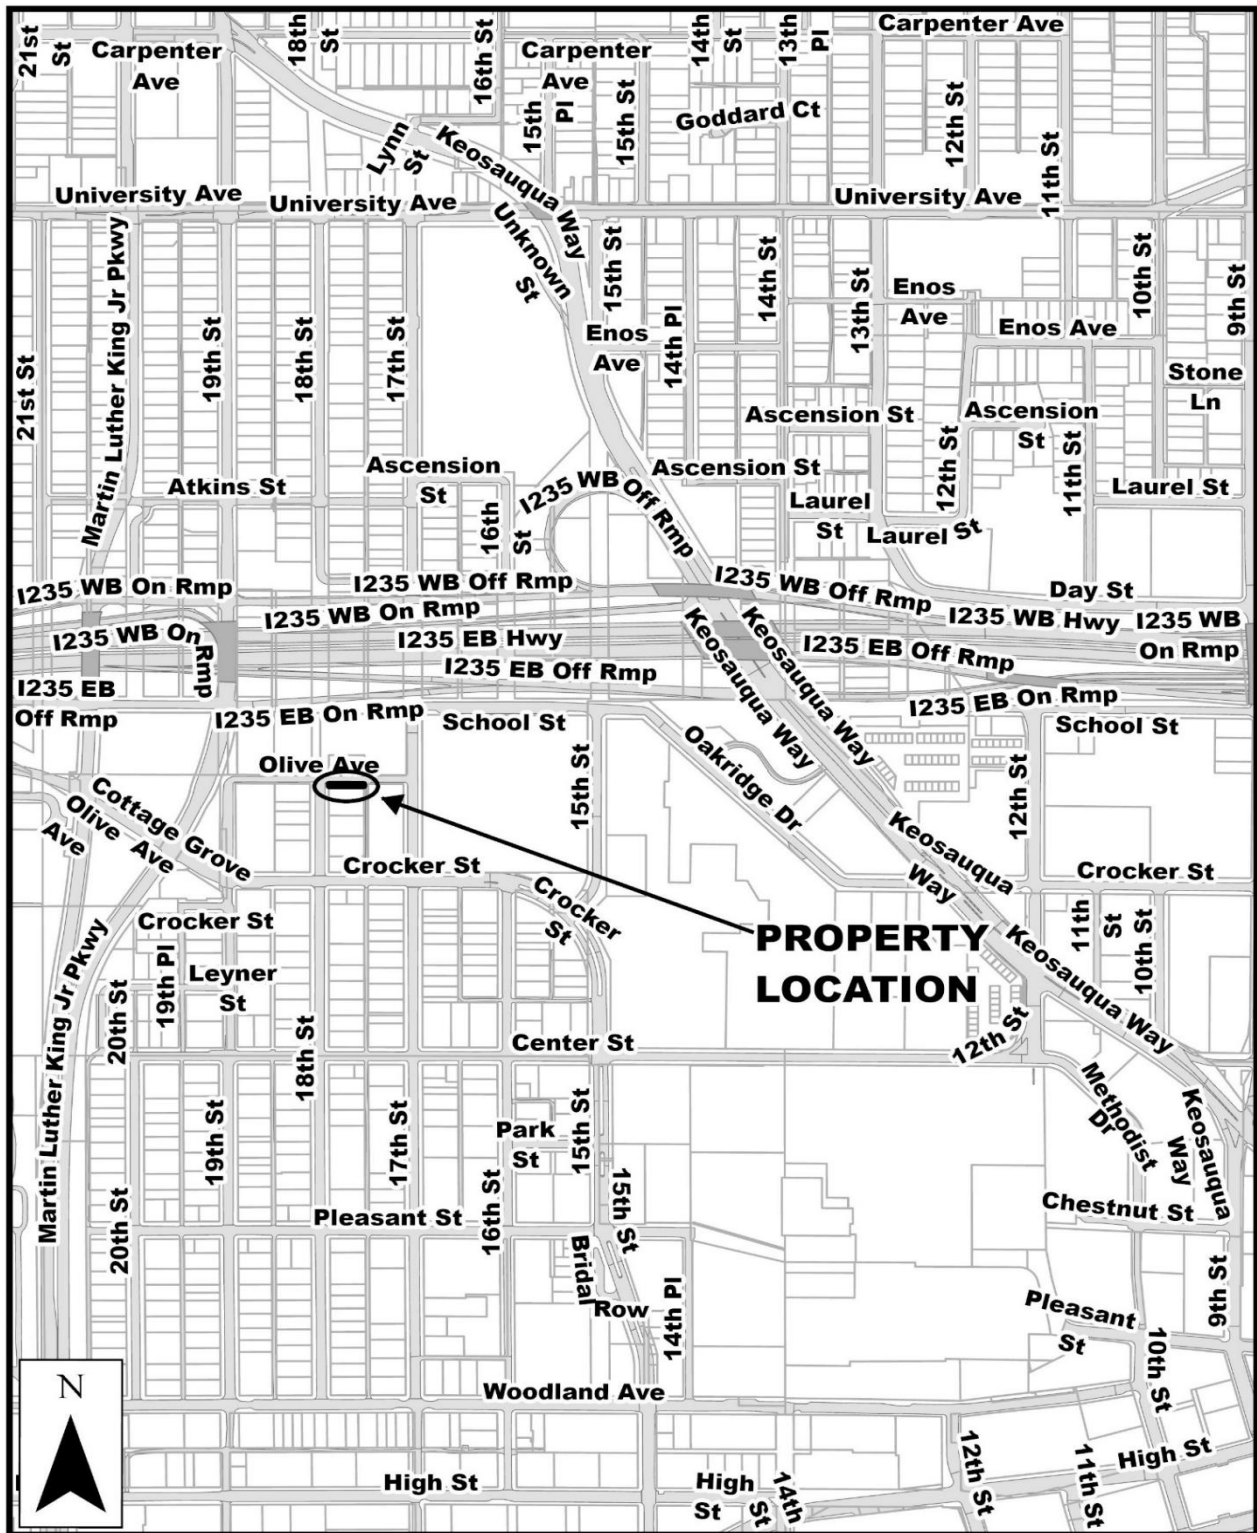 21st
St
Carpenter
Ave
18th
St
16th St
Carpenter
Ave
15th
Pl
15th St
14th
St
13th
Pl
Carpenter Ave
Goddard Ct
12th St
11th St
Lynn
St
Keosauqua Way
University Ave
University Ave
University Ave
Unknown
St
Martin Luther King Jr Pkwy
21st St
19th St
18th St
17th St
15th St
Enos
Ave
14th Pl
14th St
13th St
Enos
Ave
Enos Ave
10th St
9th St
Stone
Ln
Ascension St
Ascension
St
12th St
11th St
Atkins St
Ascension
St
16th
St
I235 WB Off Rmp
Ascension St
Laurel
St
Laurel St
Laurel St
I235 WB On Rmp
I235 WB Off Rmp
I235 WB Off Rmp
Day St
I235 WB On
Rmp
I235 WB On Rmp
I235 WB Hwy
I235 WB
On Rmp
I235 EB Hwy
Keosauqua Way
Keosauqua Way
I235 EB Off Rmp
I235 EB Off Rmp
I235 EB
Off Rmp
I235 EB On Rmp
I235 EB On Rmp
School St
School St
Olive Ave
15th St
Oakridge Dr
12th St
Cottage Grove
Ave
Olive Ave
Crocker St
Crocker
St
Keosauqua
Way
Crocker St
Crocker St
PROPERTY
LOCATION
11th
St
10th St
Keosauqua Way
Martin Luther King Jr Pkwy
20th St
19th Pl
Leyner
St
18th St
Center St
12th St
Methodist
Dr
Keosauqua
Way
19th St
17th St
Park
St
15th St
15th St
16th St
20th St
Pleasant St
Bridal
Row
14th Pl
Chestnut St
9th St
Pleasant
St
10th St
N
Woodland Ave
High St
High
St
14th
St
12th St
11th St
High St